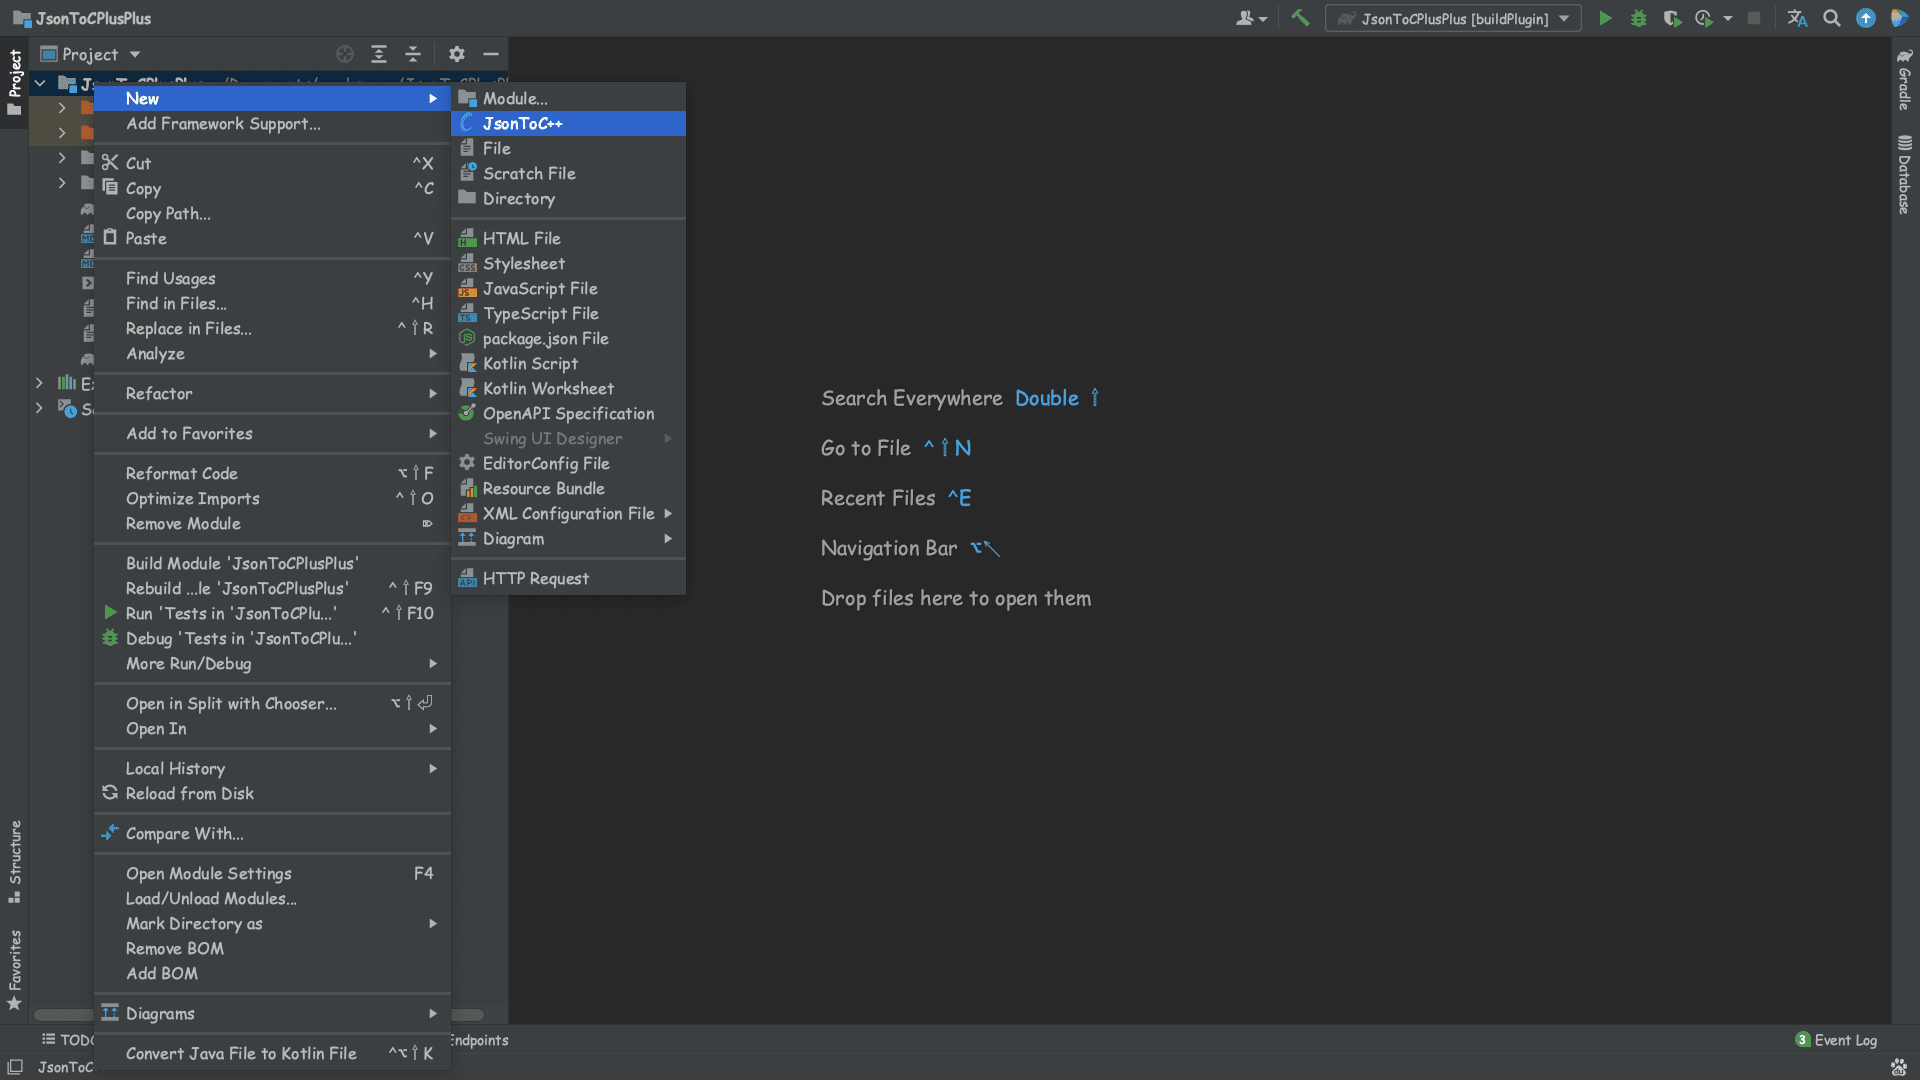 JsonToCPlusPlus
JsonToCPlusPlus [buildPlugin]
Project
Project
New
Add Framework Support...
Cut ^X
Copy ^C
Copy Path...
Paste ^V
Find Usages ^Y
Find in Files... ^H
Replace in Files... ^⇧R
Analyze
Refactor
Add to Favorites
Reformat Code ⌥⇧F
Optimize Imports ^⇧O
Remove Module ⌦
Build Module 'JsonToCPlusPlus'
Rebuild ...le 'JsonToCPlusPlus' ^⇧F9
Run 'Tests in 'JsonToCPlu...' ^⇧F10
Debug 'Tests in 'JsonToCPlu...'
More Run/Debug
Open in Split with Chooser... ⌥⇧⏎
Open In
Local History
Reload from Disk
Compare With...
Open Module Settings F4
Load/Unload Modules...
Mark Directory as
Remove BOM
Add BOM
Diagrams
Convert Java File to Kotlin File ^⌥⇧K
Module...
JsonToC++
File
Scratch File
Directory
HTML File
Stylesheet
JavaScript File
TypeScript File
package.json File
Kotlin Script
Kotlin Worksheet
OpenAPI Specification
Swing UI Designer
EditorConfig File
Resource Bundle
XML Configuration File
Diagram
HTTP Request
Search Everywhere Double ⇧
Go to File ^⇧N
Recent Files ^E
Navigation Bar ⌥↖
Drop files here to open them
Gradle
Database
Structure
Favorites
TODO
Endpoints
3 Event Log
JsonToC